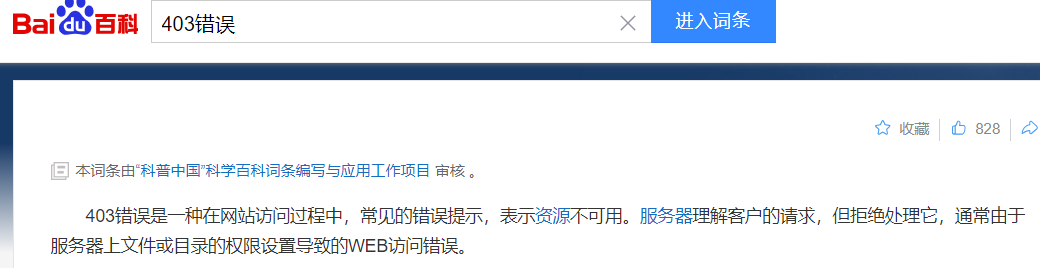 Bai du 百科
403错误
进入词条
收藏 828
本词条由“科普中国”科学百科词条编写与应用工作项目 审核 。
403错误是一种在网站访问过程中，常见的错误提示，表示资源不可用。服务器理解客户的请求，但拒绝处理它，通常由于
服务器上文件或目录的权限设置导致的WEB访问错误。